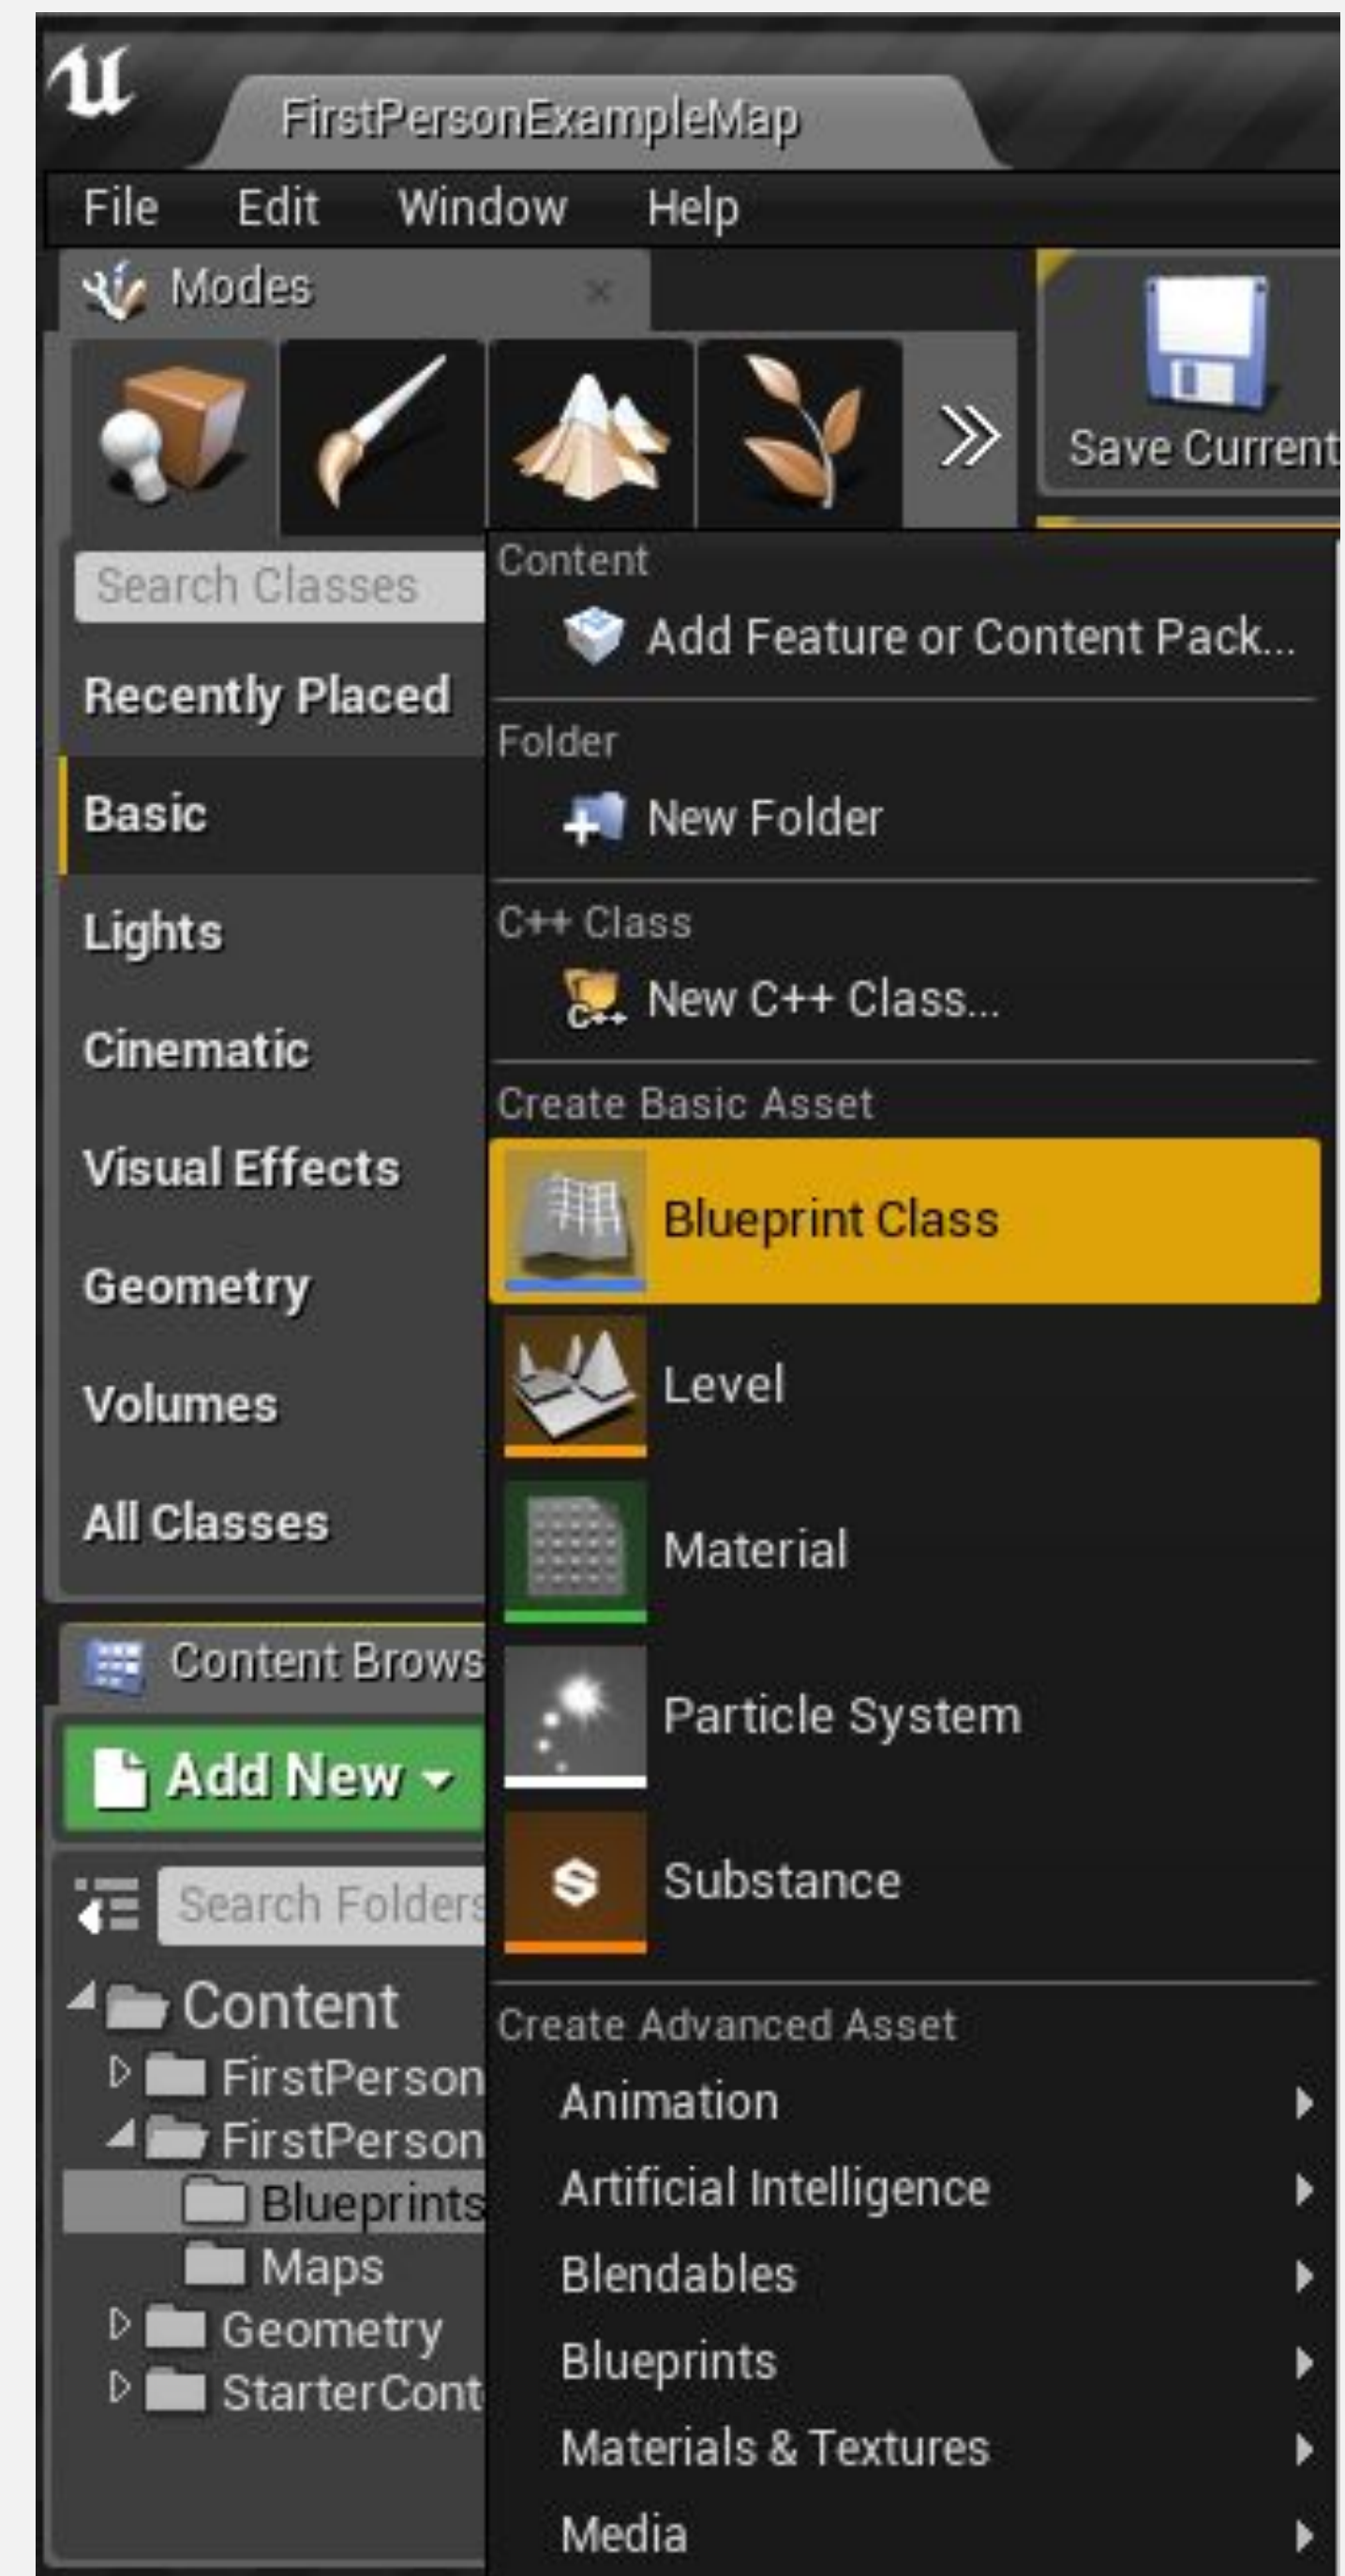 FirstPersonExampleMap
File Edit Window Help
Modes
Save Current
Search Classes
Recently Placed
Basic
Lights
Cinematic
Visual Effects
Geometry
Volumes
All Classes
Content
Add Feature or Content Pack...
Folder
New Folder
C++ Class
C++ New C++ Class...
Create Basic Asset
Blueprint Class
Level
Material
Particle System
Substance
Create Advanced Asset
Animation
Artificial Intelligence
Blendables
Blueprints
Materials & Textures
Media
Content Brows
Add New
Search Folders
Content
FirstPerson
FirstPerson
Blueprints
Maps
Geometry
StarterCont